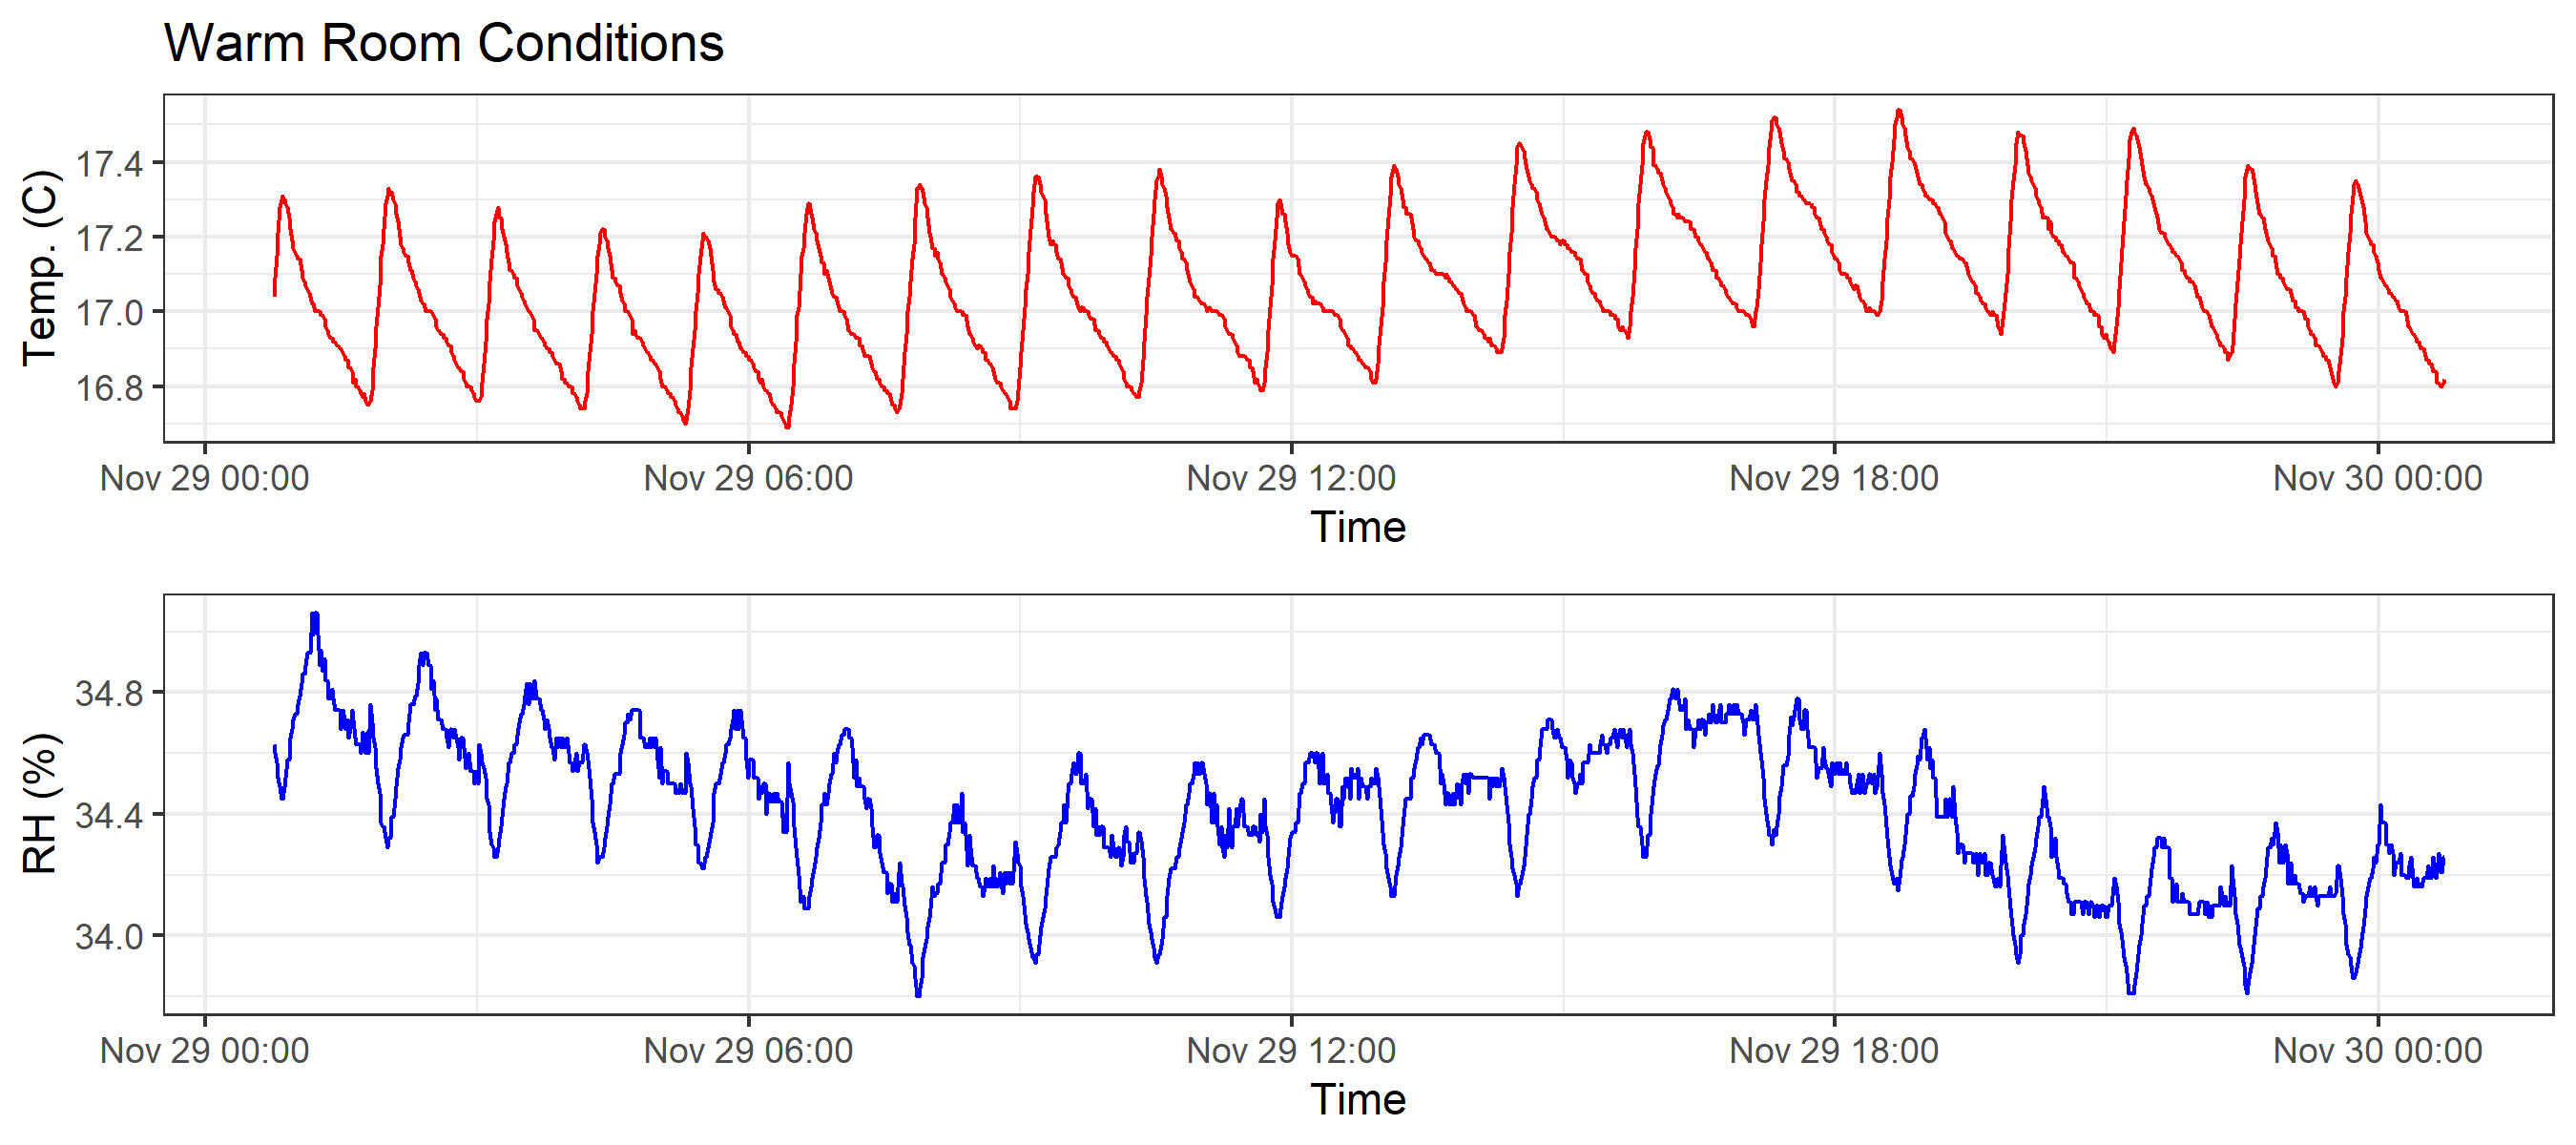 Warm Room Conditions
Temp. (C)
17.4
17.2
17.0
16.8
Nov 29 00:00 Nov 29 06:00 Nov 29 12:00 Nov 29 18:00 Nov 30 00:00
Time
RH (%)
34.8
34.4
34.0
Nov 29 00:00 Nov 29 06:00 Nov 29 12:00 Nov 29 18:00 Nov 30 00:00
Time